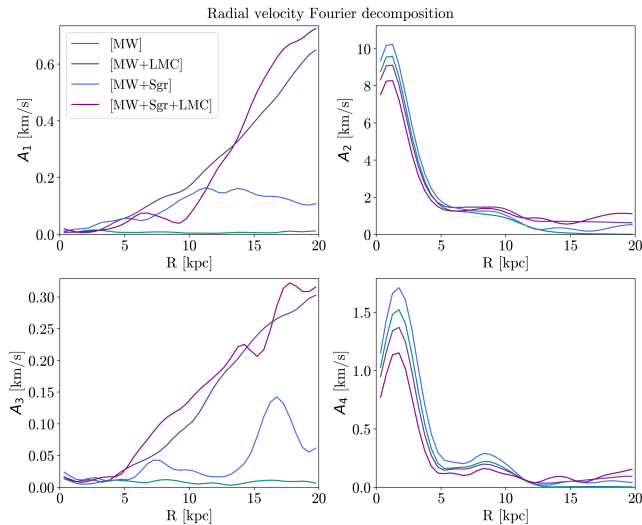 Radial velocity Fourier decomposition
A1 [km/s]
0.6
0.4
0.2
0.0
[MW]
[MW+LMC]
[MW+Sgr]
[MW+Sgr+LMC]
0 5 10 15 20
R [kpc]
A2 [km/s]
10
8
6
4
2
0
0 5 10 15 20
R [kpc]
A3 [km/s]
0.30
0.25
0.20
0.15
0.10
0.05
0.00
0 5 10 15 20
R [kpc]
A4 [km/s]
1.5
1.0
0.5
0.0
0 5 10 15 20
R [kpc]